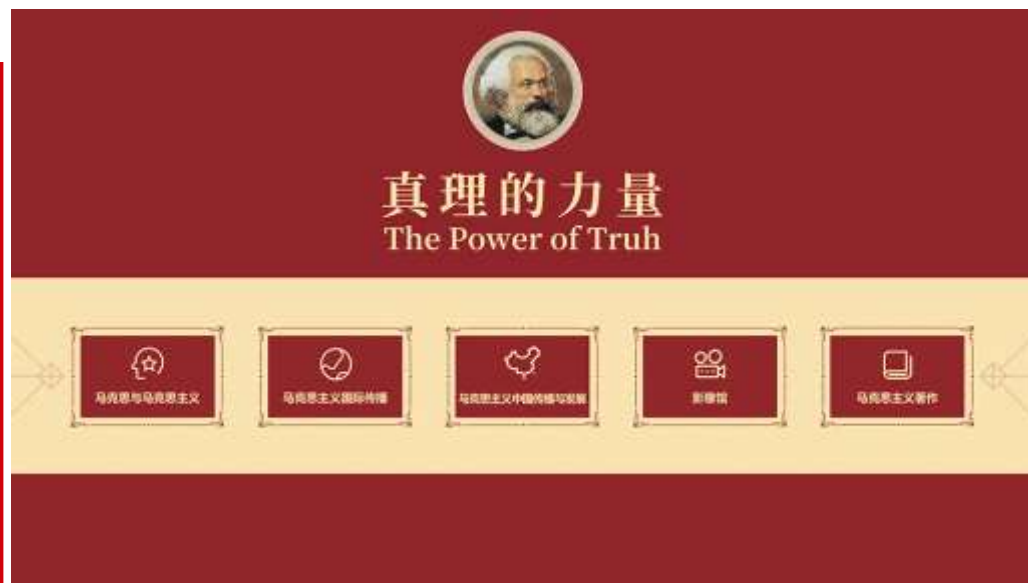 真理的力量
The Power of Truh
马克思与马克思主义
马克思主义国际传播
马克思主义中国传播与发展
影像馆
马克思主义著作